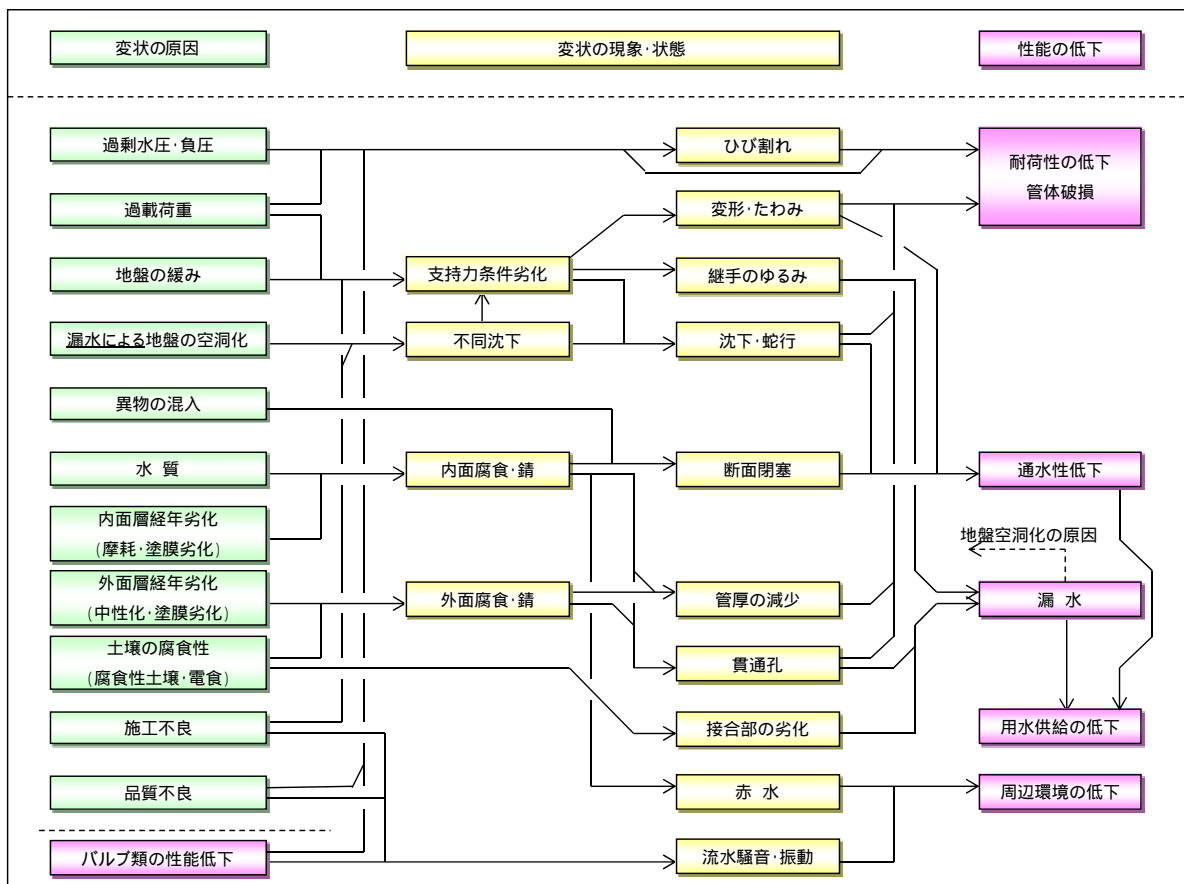 変状の原因
変状の現象・状態
性能の低下
過剰水圧・負圧
過載荷重
地盤の緩み
漏水による地盤の空洞化
異物の混入
水 質
内面層経年劣化
(摩耗・塗膜劣化)
外面層経年劣化
(中性化・塗膜劣化)
土壌の腐食性
(腐食性土壌・電食)
施工不良
品質不良
バルブ類の性能低下
支持力条件劣化
不同沈下
内面腐食・錆
外面腐食・錆
ひび割れ
変形・たわみ
継手のゆるみ
沈下・蛇行
断面閉塞
管厚の減少
貫通孔
接合部の劣化
赤 水
流水騒音・振動
耐荷性の低下
管体破損
通水性低下
地盤空洞化の原因
漏 水
用水供給の低下
周辺環境の低下